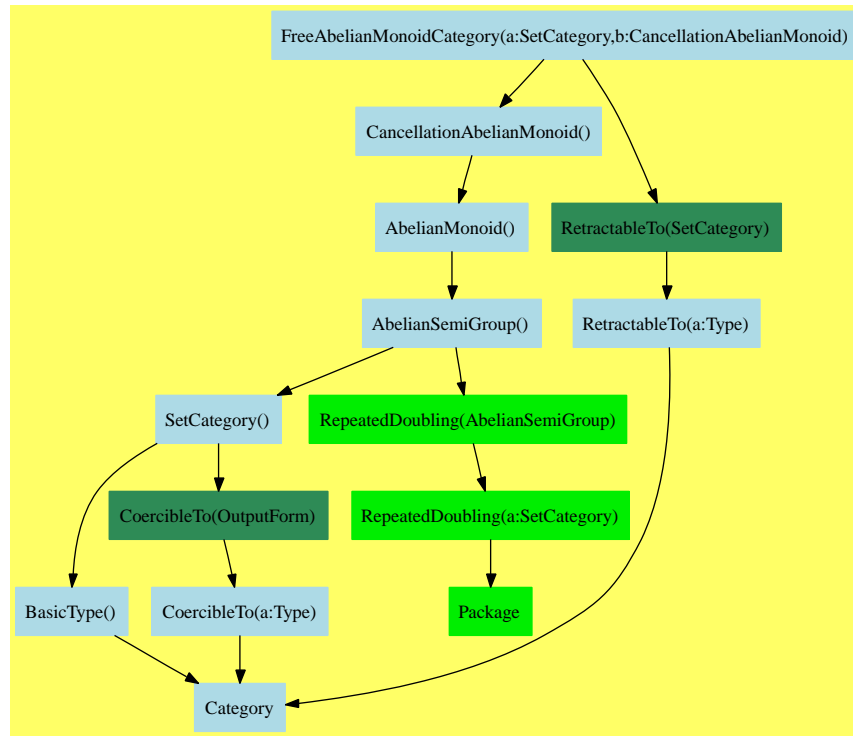 FreeAbelianMonoidCategory(a:SetCategory,b:CancellationAbelianMonoid)
CancellationAbelianMonoid()
AbelianMonoid()
RetractableTo(SetCategory)
AbelianSemiGroup()
RetractableTo(a:Type)
SetCategory()
RepeatedDoubling(AbelianSemiGroup)
CoercibleTo(OutputForm)
RepeatedDoubling(a:SetCategory)
BasicType()
CoercibleTo(a:Type)
Package
Category